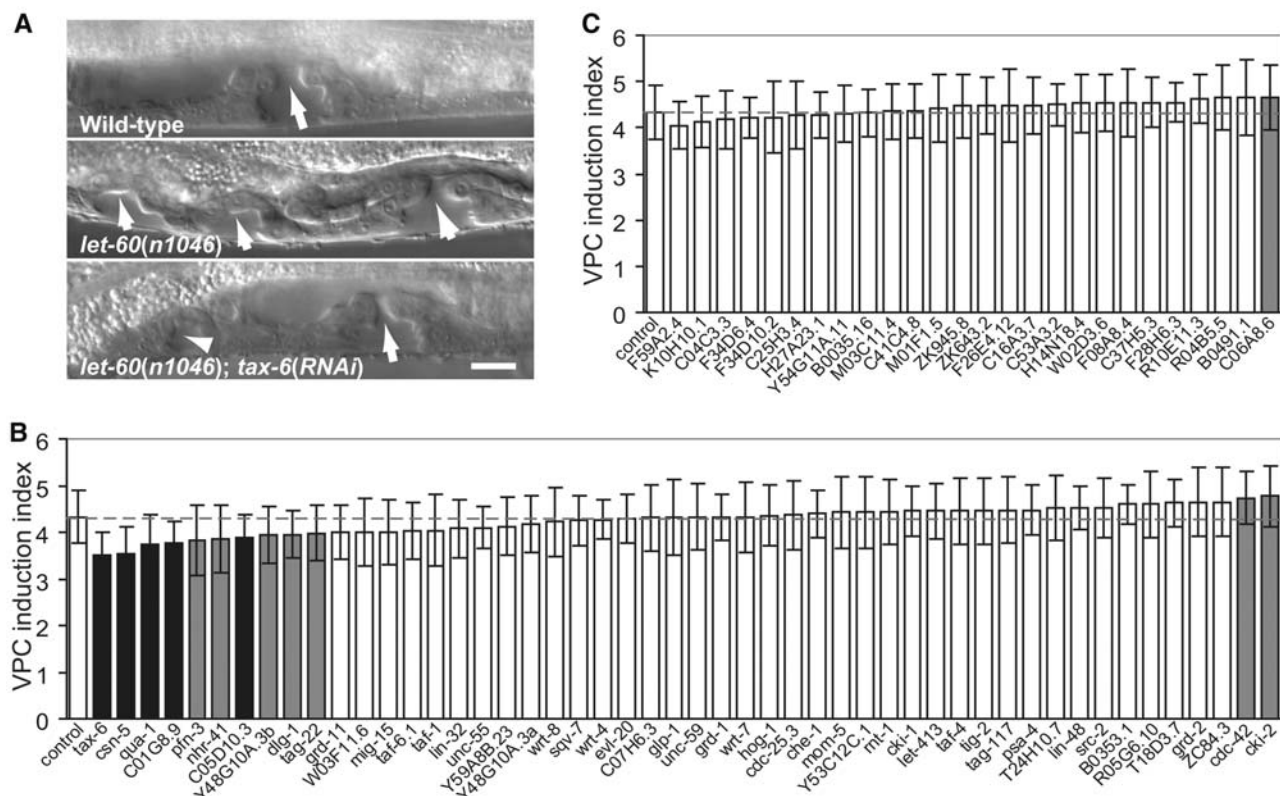 A
Wild-type
let-60(n1046)
let-60(n1046); tax-6(RNAi)
C
VPC induction index
6
5
4
3
2
1
0
control
F59A2.4
K10H10.1
C04C3.3
F34D6.4
F34D10.2
C25H3.4
H27A23.1
Y54G11A.11
B0035.16
M03C11.4
C41C4.8
M01F1.5
ZK945.8
ZK643.2
F26E4.12
C16A3.7
C53A3.2
H14N18.4
W02D3.6
F08A8.4
C37H5.3
F28H6.3
R10E1.3
R04B5.5
B0491.1
C06A8.6
B
VPC induction index
6
5
4
3
2
1
0
control
tax-6
csn-5
qua-1
C01G8.9
pfn-3
nhr-41
C05D10.3
Y48G10A.3b
dlg-1
tag-22
grd-11
W03F11.6
mig-15
taf-6.1
taf-1
lin-32
unc-55
Y59A8B.23
Y48G10A.3a
wrt-8
sqv-7
wrt-4
evl-20
C07H6.3
glp-1
unc-59
grd-1
wrt-7
hog-1
cdc-25.3
che-1
mom-5
Y53C12C.1
rnt-1
cki-1
let-413
taf-4
tig-2
tag-117
psa-4
T24H10.7
lin-48
src-2
B0353.1
R05G6.10
T18D3.7
grd-2
ZC84.3
cdc-42
cki-2